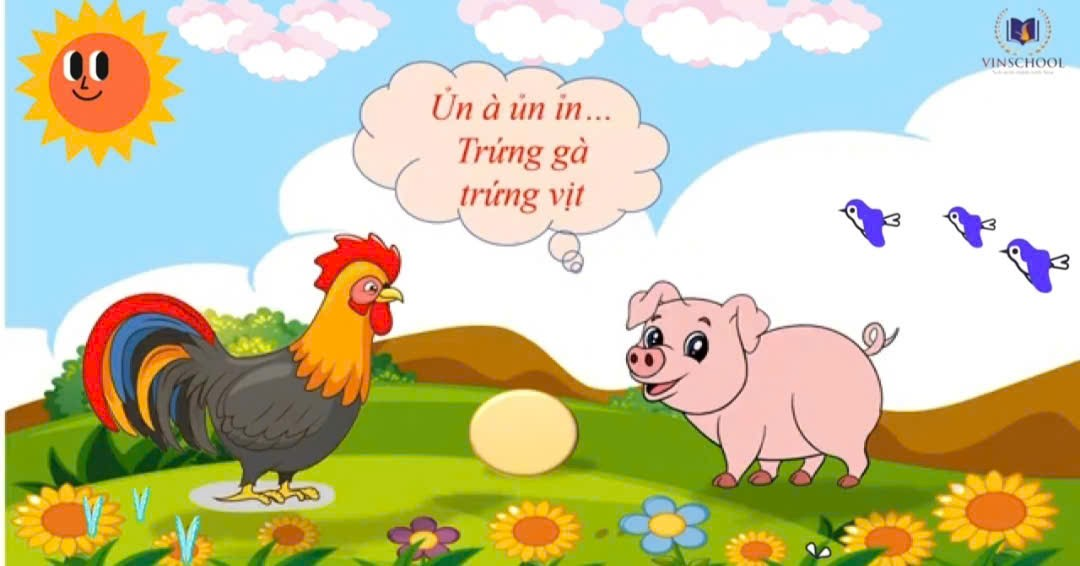 Ủn à ủn ỉn...
Trứng gà
trứng vịt
VINSCHOOL